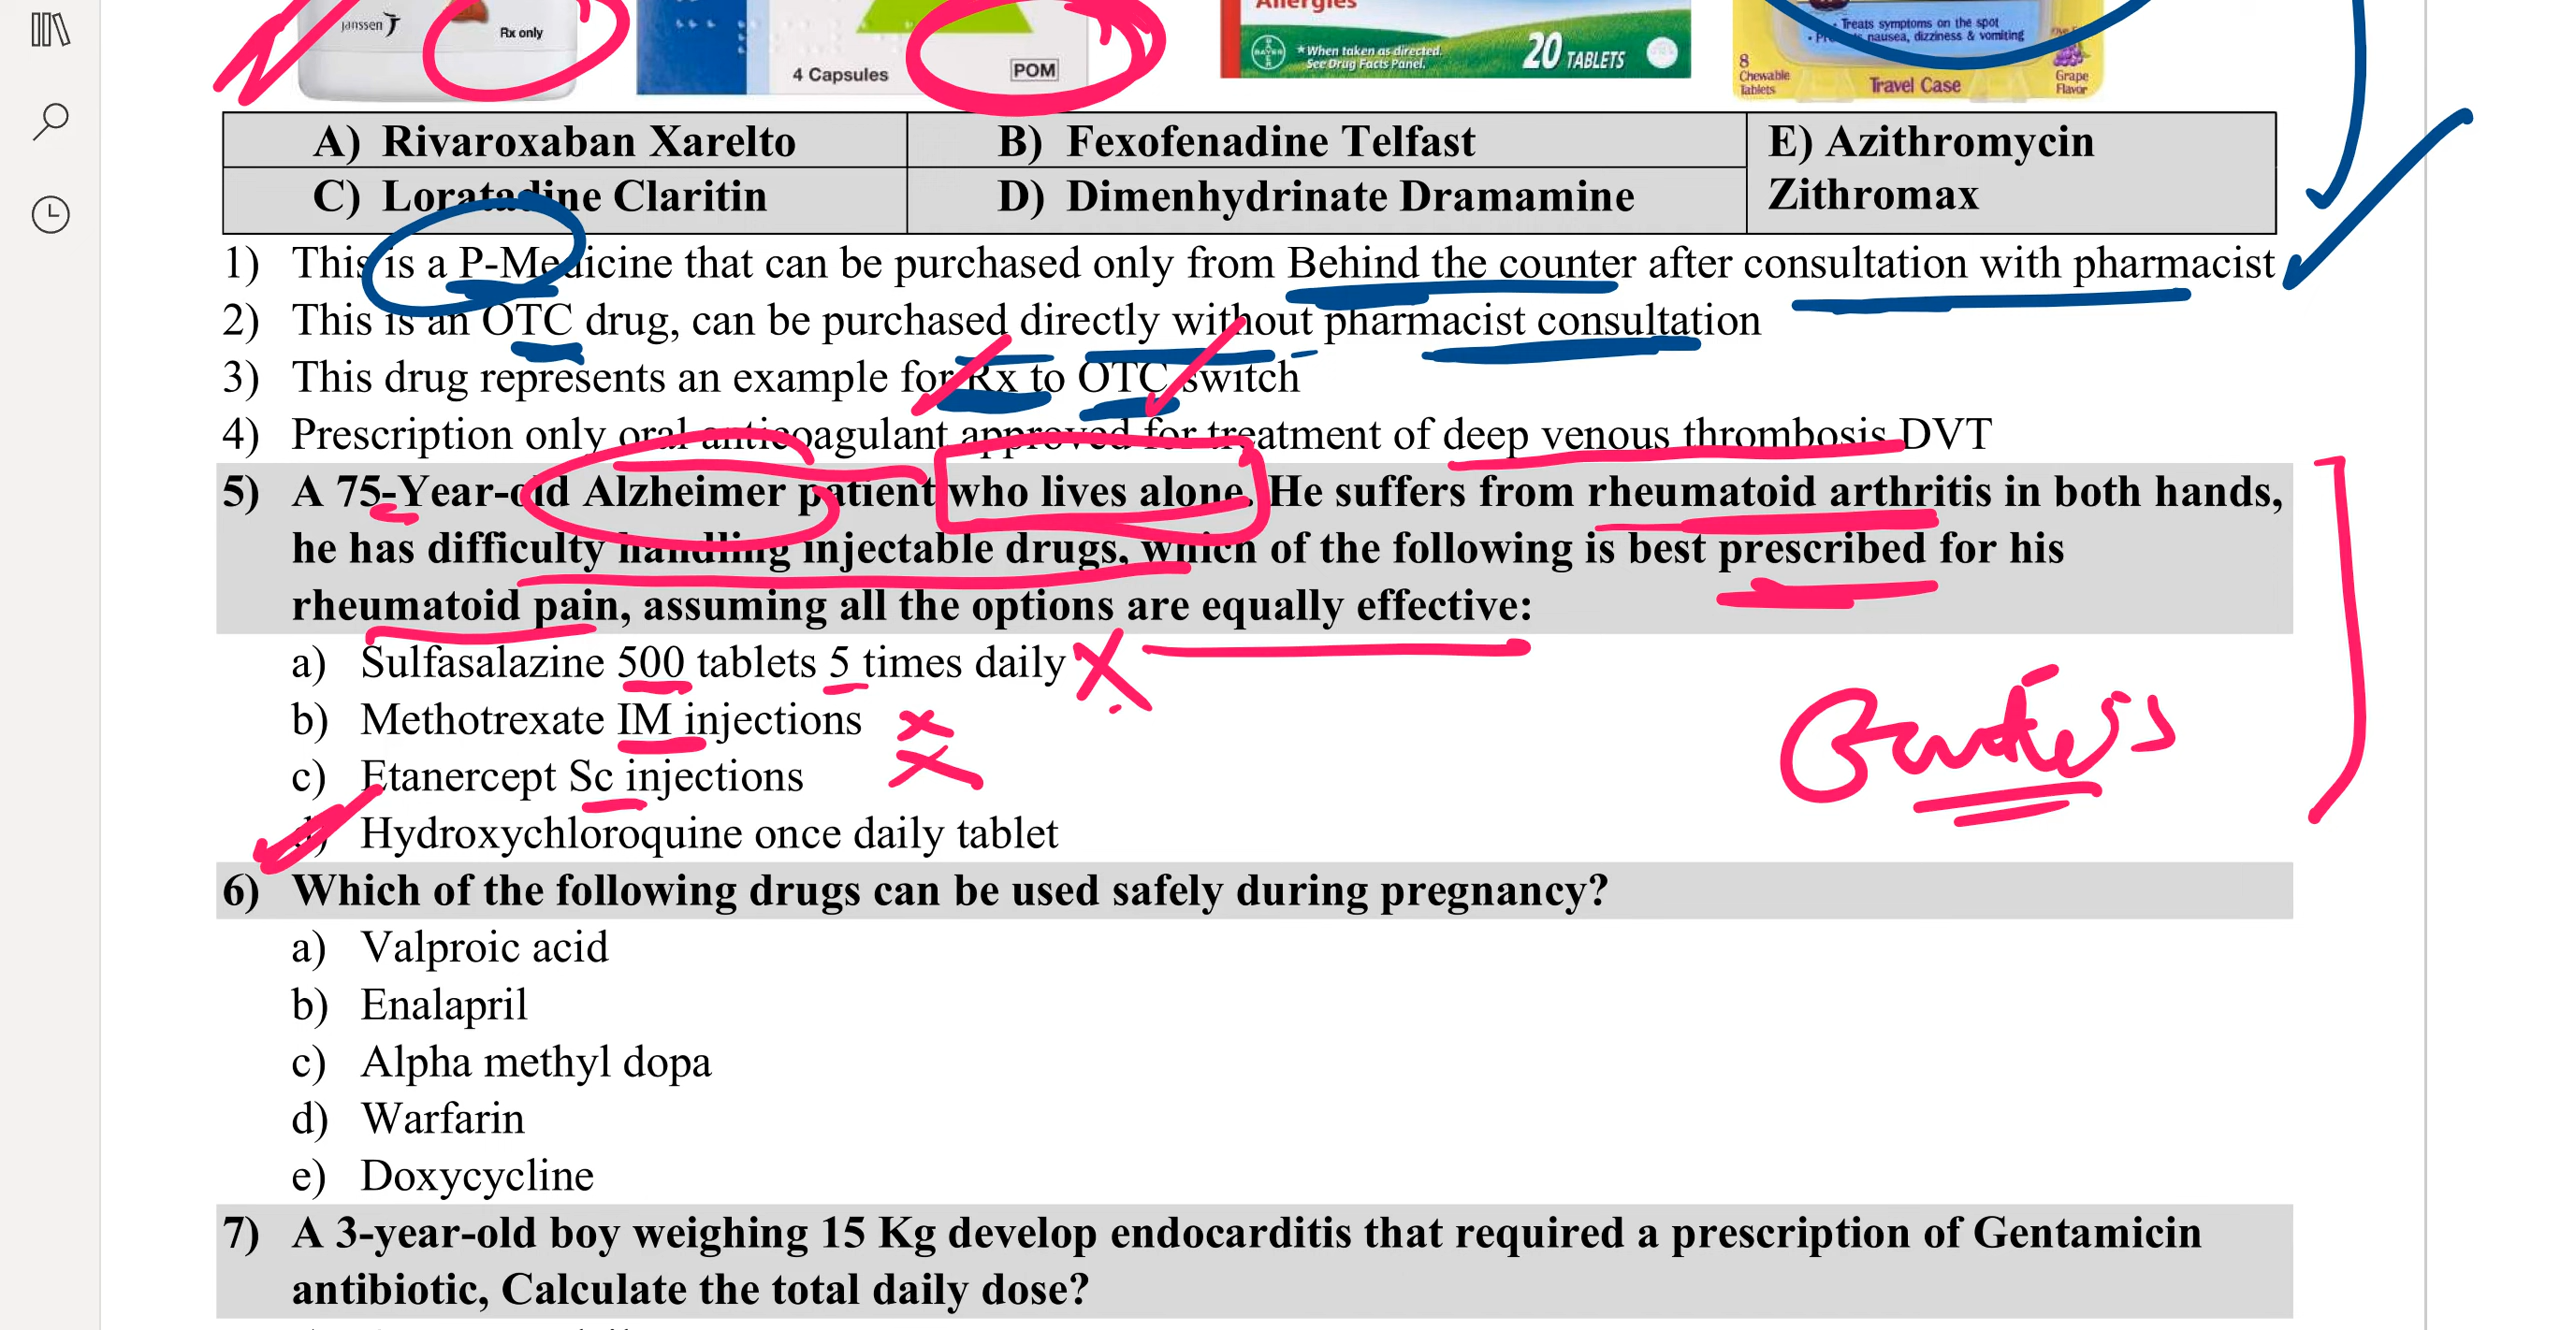 Allergies
janssen
Rx only
4 Capsules
POM
BAYER
*When taken as directed.
See Drug Facts Panel.
20 TABLETS
• Treats symptoms on the spot
nausea, dizziness & vomiting
8
Chewable
Tablets
Travel Case
Grape
Flavor
A) Rivaroxaban Xarelto
B) Fexofenadine Telfast
E) Azithromycin
Zithromax
C) Loratadine Claritin
D) Dimenhydrinate Dramamine
1) This is a P-Medicine that can be purchased only from Behind the counter after consultation with pharmacist
2) This is an OTC drug, can be purchased directly without pharmacist consultation
3) This drug represents an example for Rx to OTC switch
4) Prescription only oral anticoagulant approved for treatment of deep venous thrombosis DVT
5) A 75-Year-old Alzheimer patient who lives alone. He suffers from rheumatoid arthritis in both hands,
he has difficulty handling injectable drugs, which of the following is best prescribed for his
rheumatoid pain, assuming all the options are equally effective:
a) Sulfasalazine 500 tablets 5 times daily
b) Methotrexate IM injections
c) Etanercept Sc injections
d) Hydroxychloroquine once daily tablet
6) Which of the following drugs can be used safely during pregnancy?
a) Valproic acid
b) Enalapril
c) Alpha methyl dopa
d) Warfarin
e) Doxycycline
7) A 3-year-old boy weighing 15 Kg develop endocarditis that required a prescription of Gentamicin
antibiotic, Calculate the total daily dose?